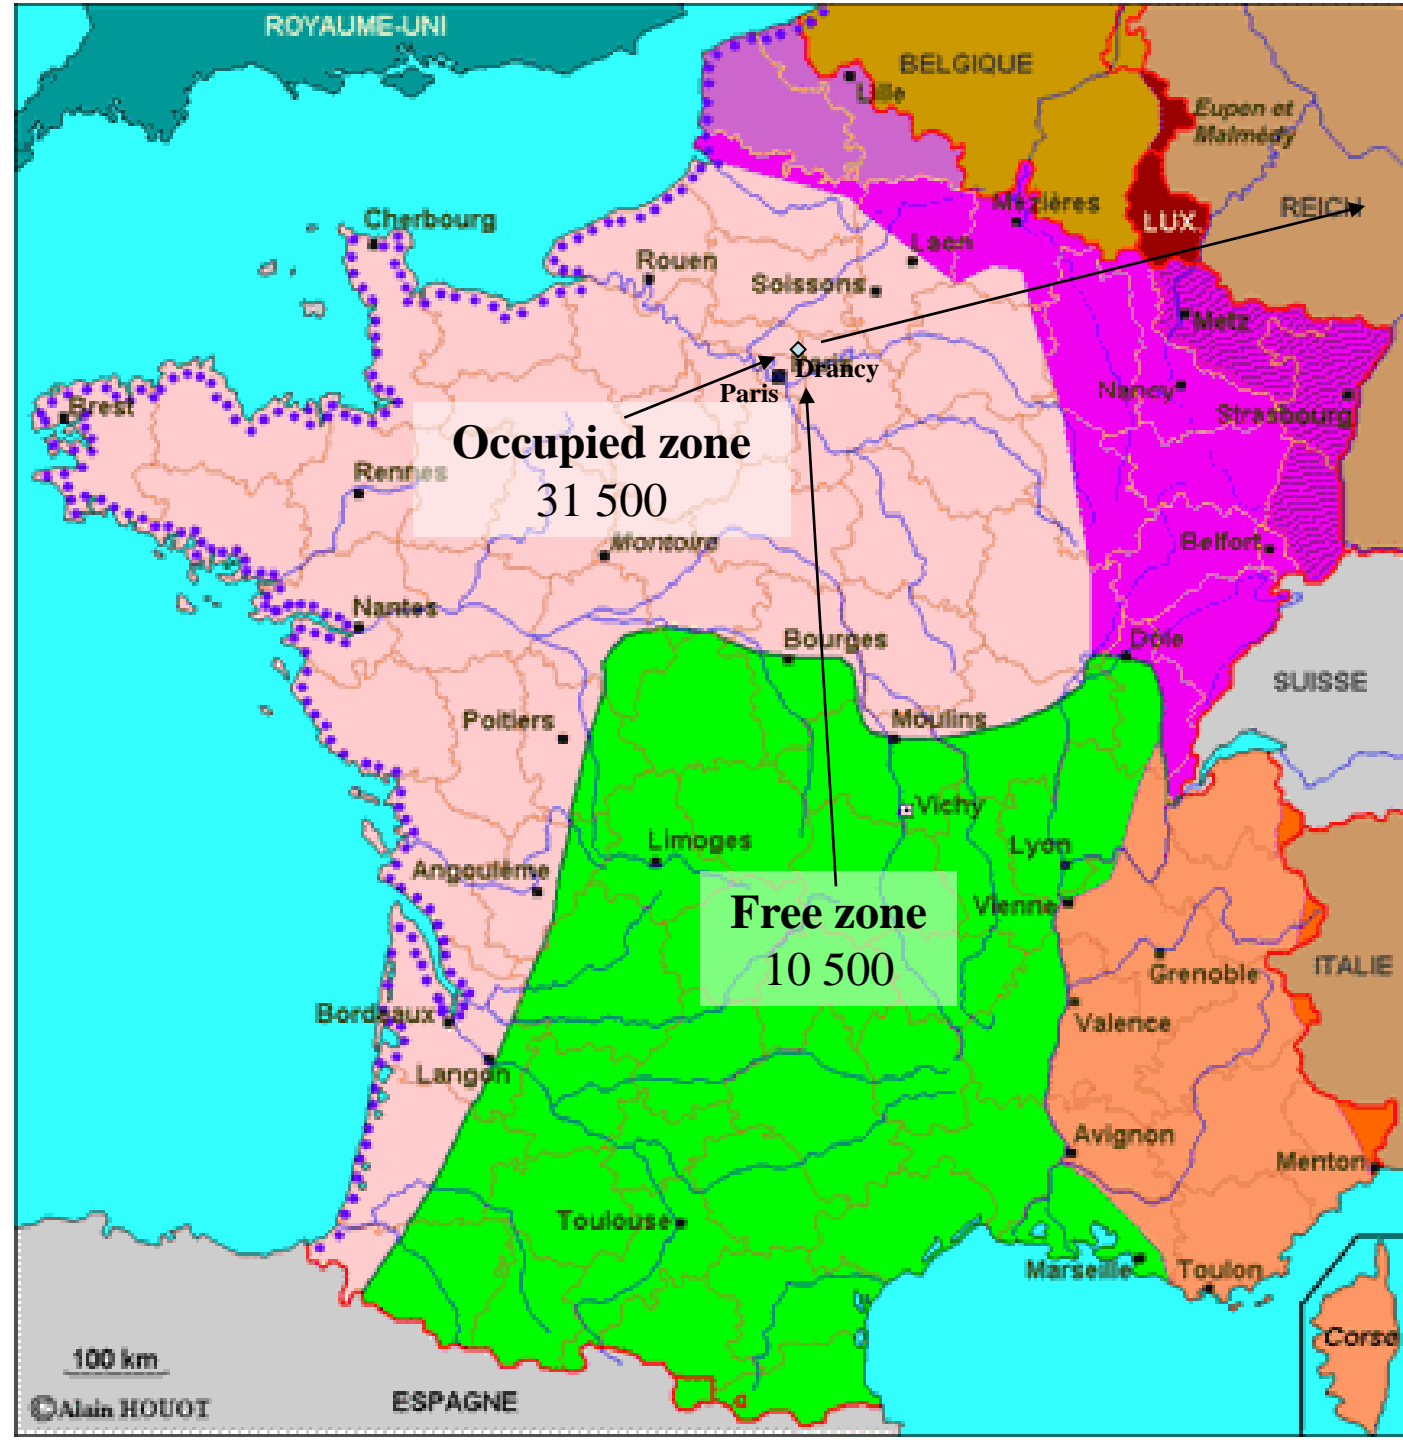 ROYAUME-UNI
BELGIQUE
Lille
Eupen et
Malmédy
REICH
Mézières
LUX.
Cherbourg
Laon
Rouen
Soissons
Metz
Paris
Drancy
Paris
Nancy
Strasbourg
Brest
Occupied zone
31 500
Rennes
Montoire
Belfort
Nantes
Bourges
Dôle
SUISSE
Poitiers
Moulins
Vichy
Limoges
Lyon
Angoulême
Vienne
Free zone
10 500
Grenoble
ITALIE
Bordeaux
Valence
Langon
Avignon
Menton
Toulouse
Marseille
Toulon
Corse
100 km
ESPAGNE
©Alain HOUOT